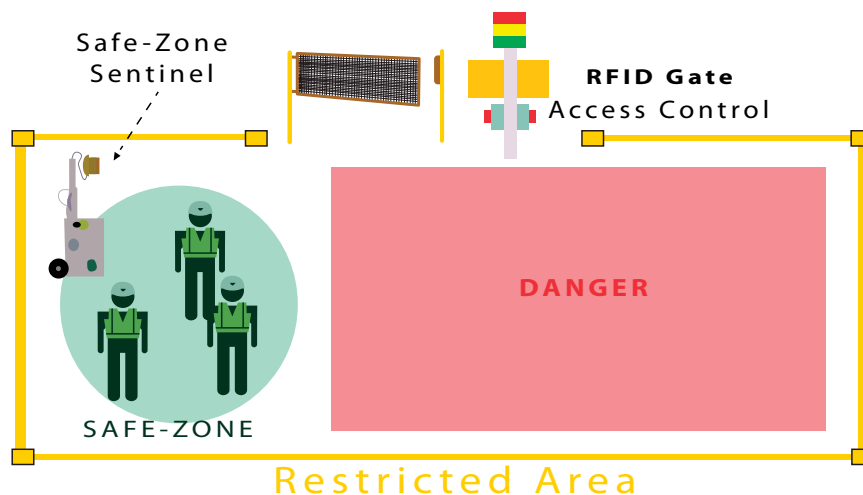 Safe-Zone
Sentinel
RFID Gate
Access Control
DANGER
SAFE-ZONE
Restricted Area